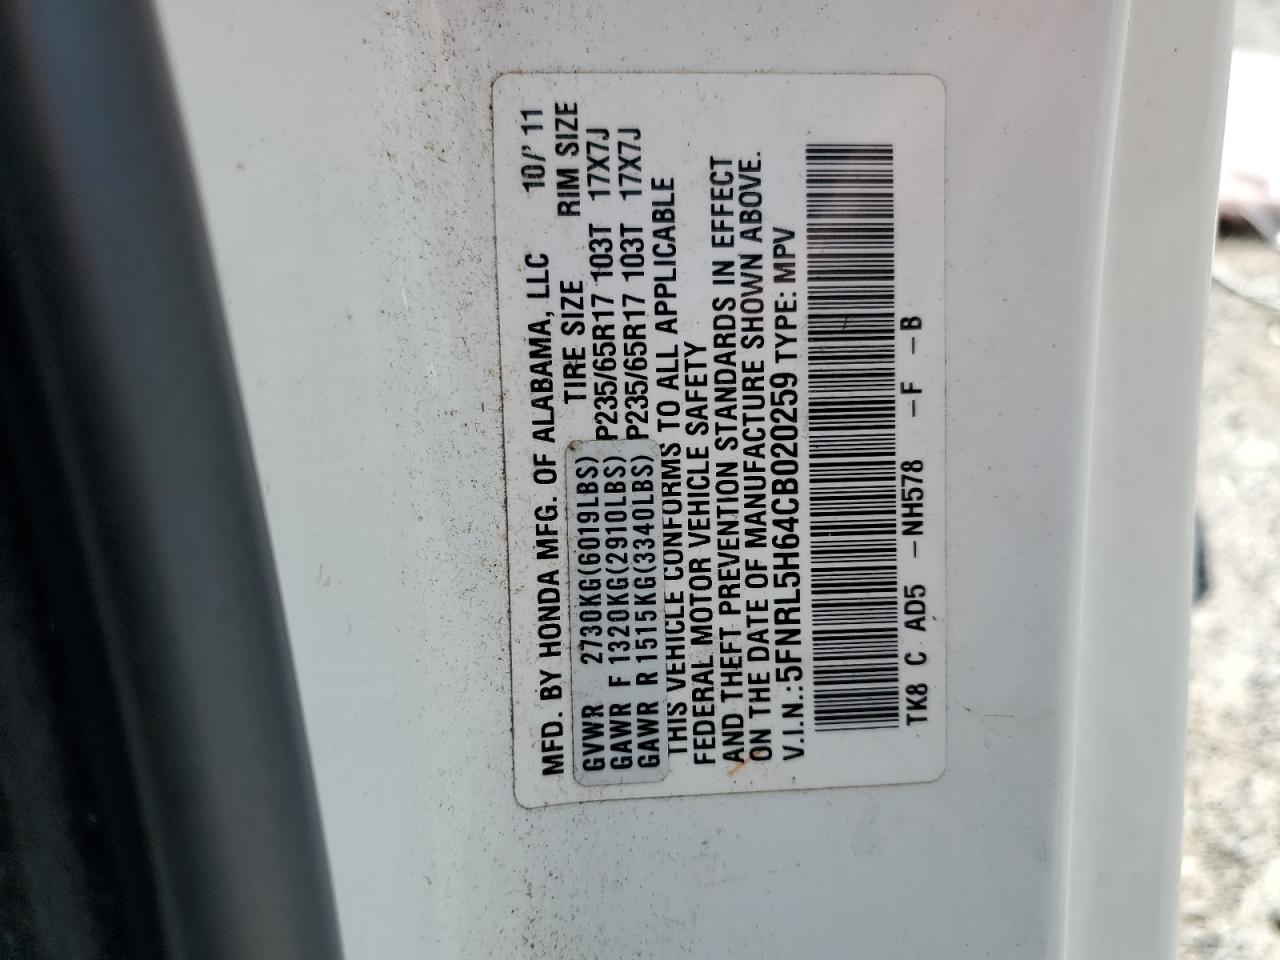 MFD. BY HONDA MFG. OF ALABAMA, LLC 10/'11
TIRE SIZE RIM SIZE
GVWR 2730KG(6019LBS)
GAWR F 1320KG(2910LBS) P235/65R17 103T 17X7J
GAWR R 1515KG(3340LBS) P235/65R17 103T 17X7J
THIS VEHICLE CONFORMS TO ALL APPLICABLE
FEDERAL MOTOR VEHICLE SAFETY
AND THEFT PREVENTION STANDARDS IN EFFECT
ON THE DATE OF MANUFACTURE SHOWN ABOVE.
V.I.N.:5FNRL5H64CB020259 TYPE: MPV
TK8 C AD5 -NH578 -F -B